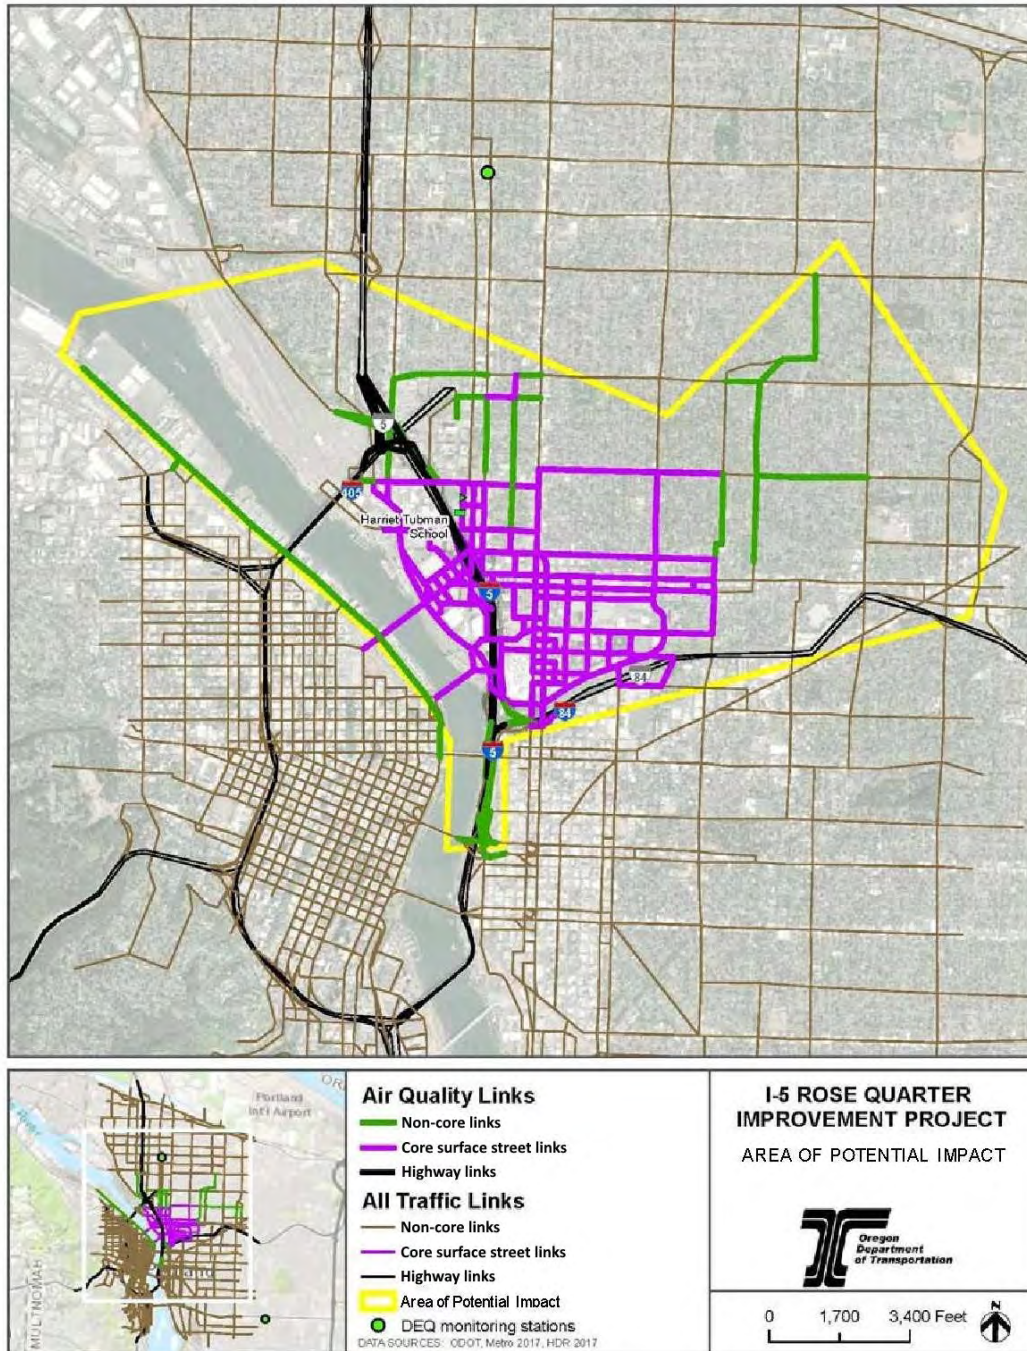 5
405
Harriet Tubman
School
5
84
84
5
Portland
Int'l Airport
MULTNOMAH
Air Quality Links
Non-core links
Core surface street links
Highway links
All Traffic Links
Non-core links
Core surface street links
Highway links
Area of Potential Impact
DEQ monitoring stations
DATA SOURCES: ODOT, Metro 2017, HDR 2017
I-5 ROSE QUARTER
IMPROVEMENT PROJECT
AREA OF POTENTIAL IMPACT
Oregon
Department
of Transportation
0 1,700 3,400 Feet
N